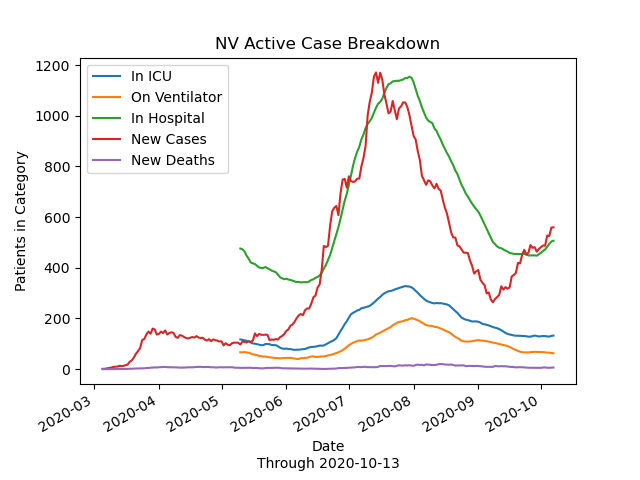 NV Active Case Breakdown
In ICU
On Ventilator
In Hospital
New Cases
New Deaths
Patients in Category
1200
1000
800
600
400
200
0
2020-03
2020-04
2020-05
2020-06
2020-07
2020-08
2020-09
2020-10
Date
Through 2020-10-13